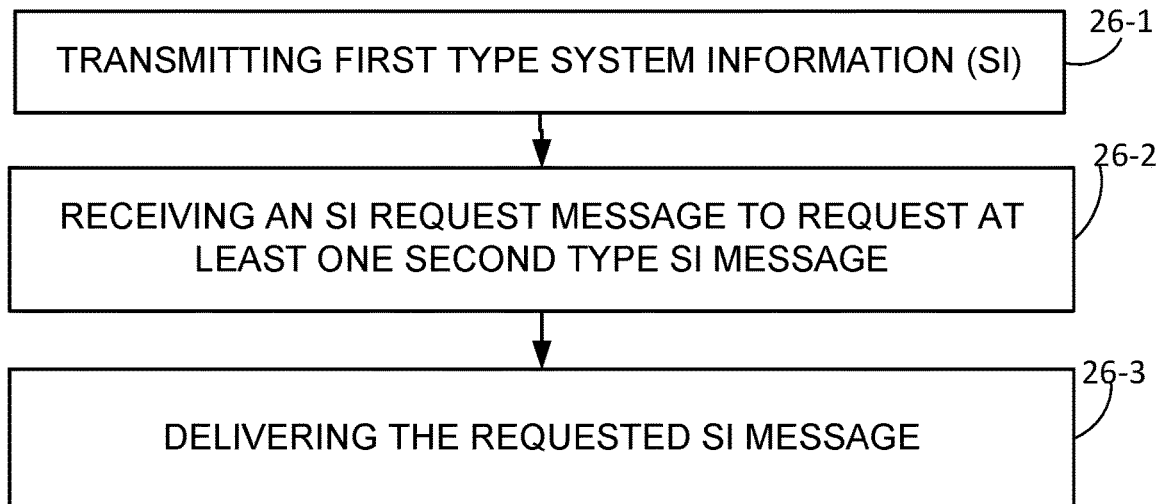 26-1
TRANSMITTING FIRST TYPE SYSTEM INFORMATION (SI)
26-2
RECEIVING AN SI REQUEST MESSAGE TO REQUEST AT
LEAST ONE SECOND TYPE SI MESSAGE
26-3
DELIVERING THE REQUESTED SI MESSAGE